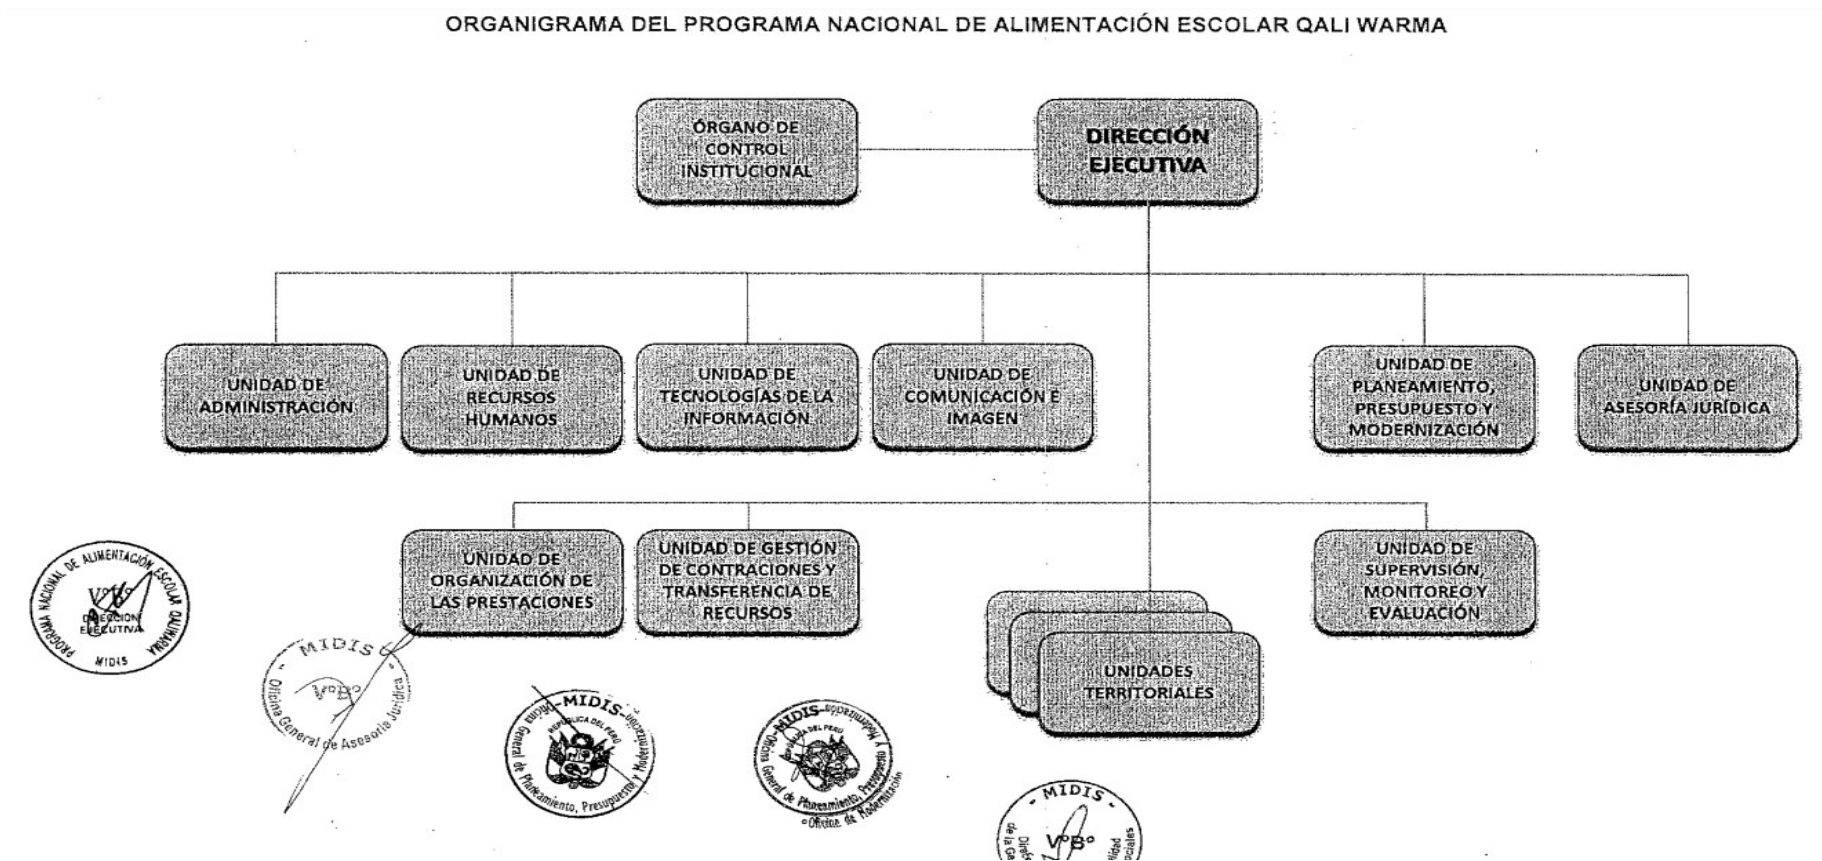 ORGANIGRAMA DEL PROGRAMA NACIONAL DE ALIMENTACIÓN ESCOLAR QALI WARMA
ÓRGANO DE
CONTROL
INSTITUCIONAL
DIRECCIÓN
EJECUTIVA
UNIDAD DE
ADMINISTRACIÓN
UNIDAD DE
RECURSOS
HUMANOS
UNIDAD DE
TECNOLOGÍAS DE LA
INFORMACIÓN
UNIDAD DE
COMUNICACIÓN E
IMAGEN
UNIDAD DE
PLANEAMIENTO,
PRESUPUESTO Y
MODERNIZACIÓN
UNIDAD DE
ASESORÍA JURÍDICA
UNIDAD DE
ORGANIZACIÓN DE
LAS PRESTACIONES
UNIDAD DE GESTIÓN
DE CONTRACIONES Y
TRANSFERENCIA DE
RECURSOS
UNIDADES
TERRITORIALES
UNIDAD DE
SUPERVISIÓN,
MONITOREO Y
EVALUACIÓN
PROGRAMA NACIONAL DE ALIMENTACIÓN ESCOLAR QALIWARMA
V°B°
DIRECCIÓN
EJECUTIVA
MIDIS
- MIDIS -
V°B°
Oficina General de Asesoría Jurídica
-MIDIS-
REPÚBLICA DEL PERÚ
Oficina General de Planeamiento, Presupuesto y Modernización
-MIDIS-
REPÚBLICA DEL PERÚ
Oficina General de Planeamiento, Presupuesto y Modernización
Oficina de Modernización
- MIDIS -
V°B°
de la